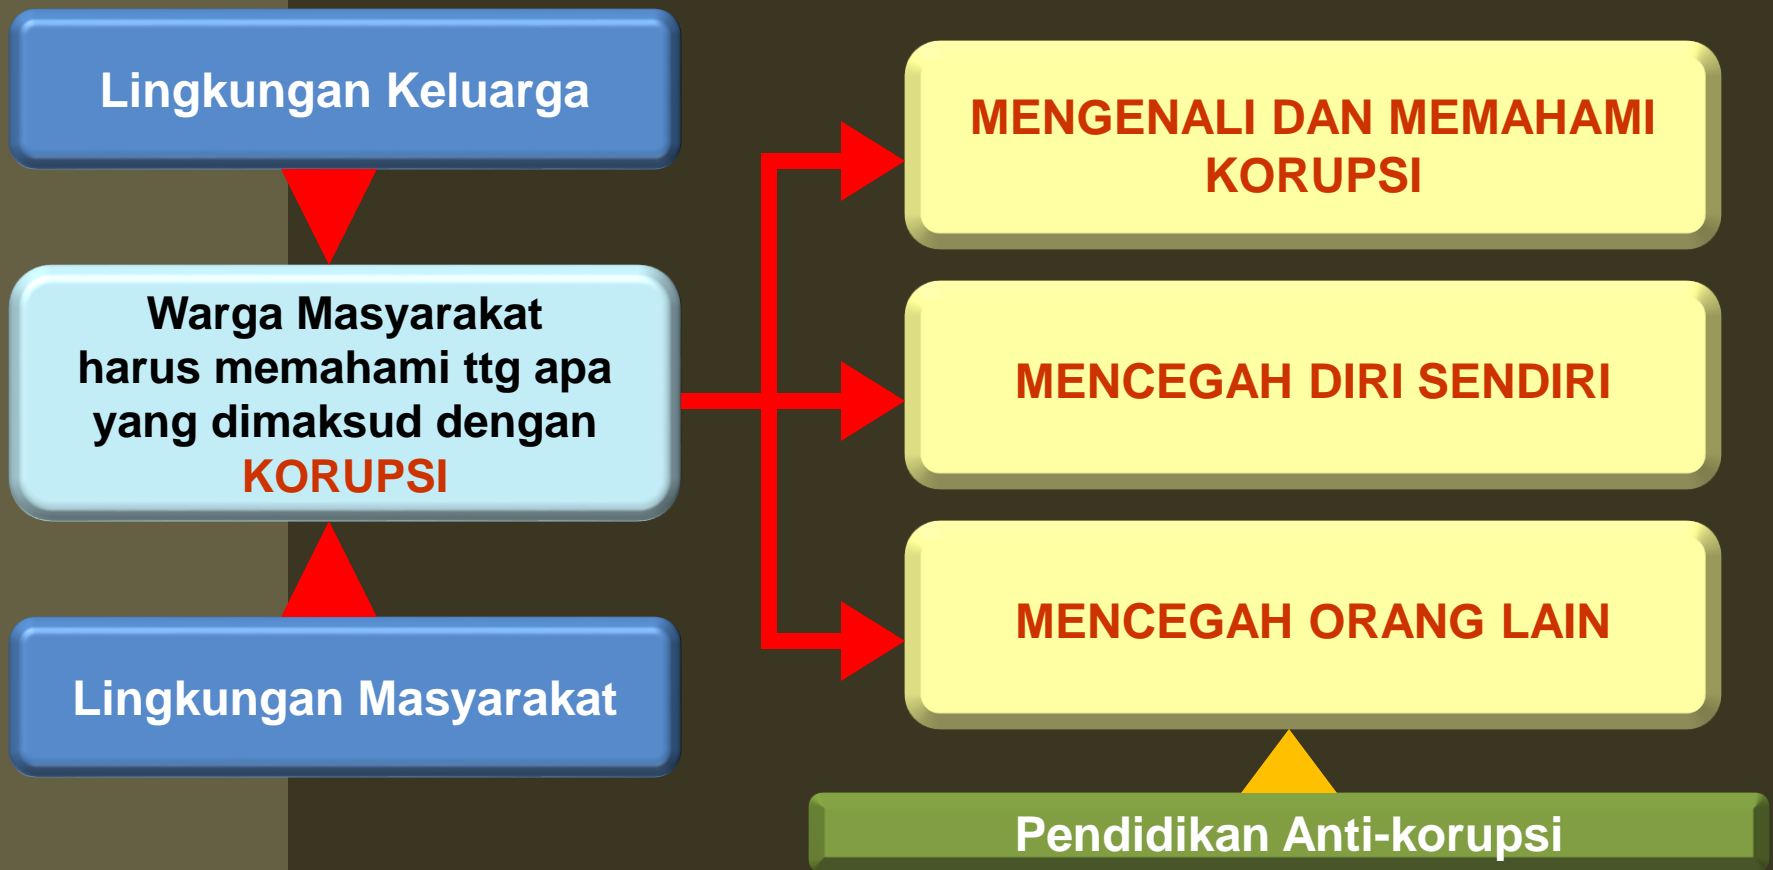 Lingkungan Keluarga
Warga Masyarakat
harus memahami ttg apa
yang dimaksud dengan
KORUPSI
Lingkungan Masyarakat
MENGENALI DAN MEMAHAMI
KORUPSI
MENCEGAH DIRI SENDIRI
MENCEGAH ORANG LAIN
Pendidikan Anti-korupsi